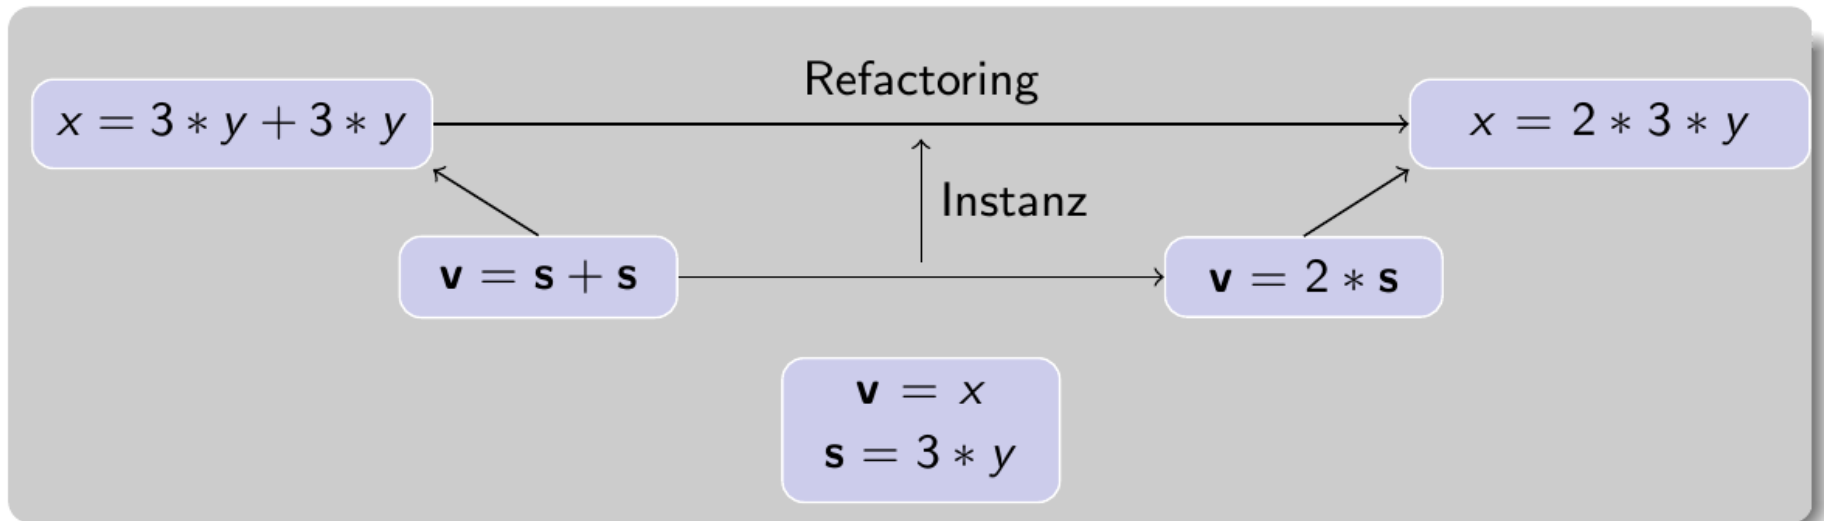 Refactoring
x = 3 ∗ y + 3 ∗ y
x = 2 ∗ 3 ∗ y
Instanz
v = s + s
v = 2 ∗ s
v = x
s = 3 ∗ y